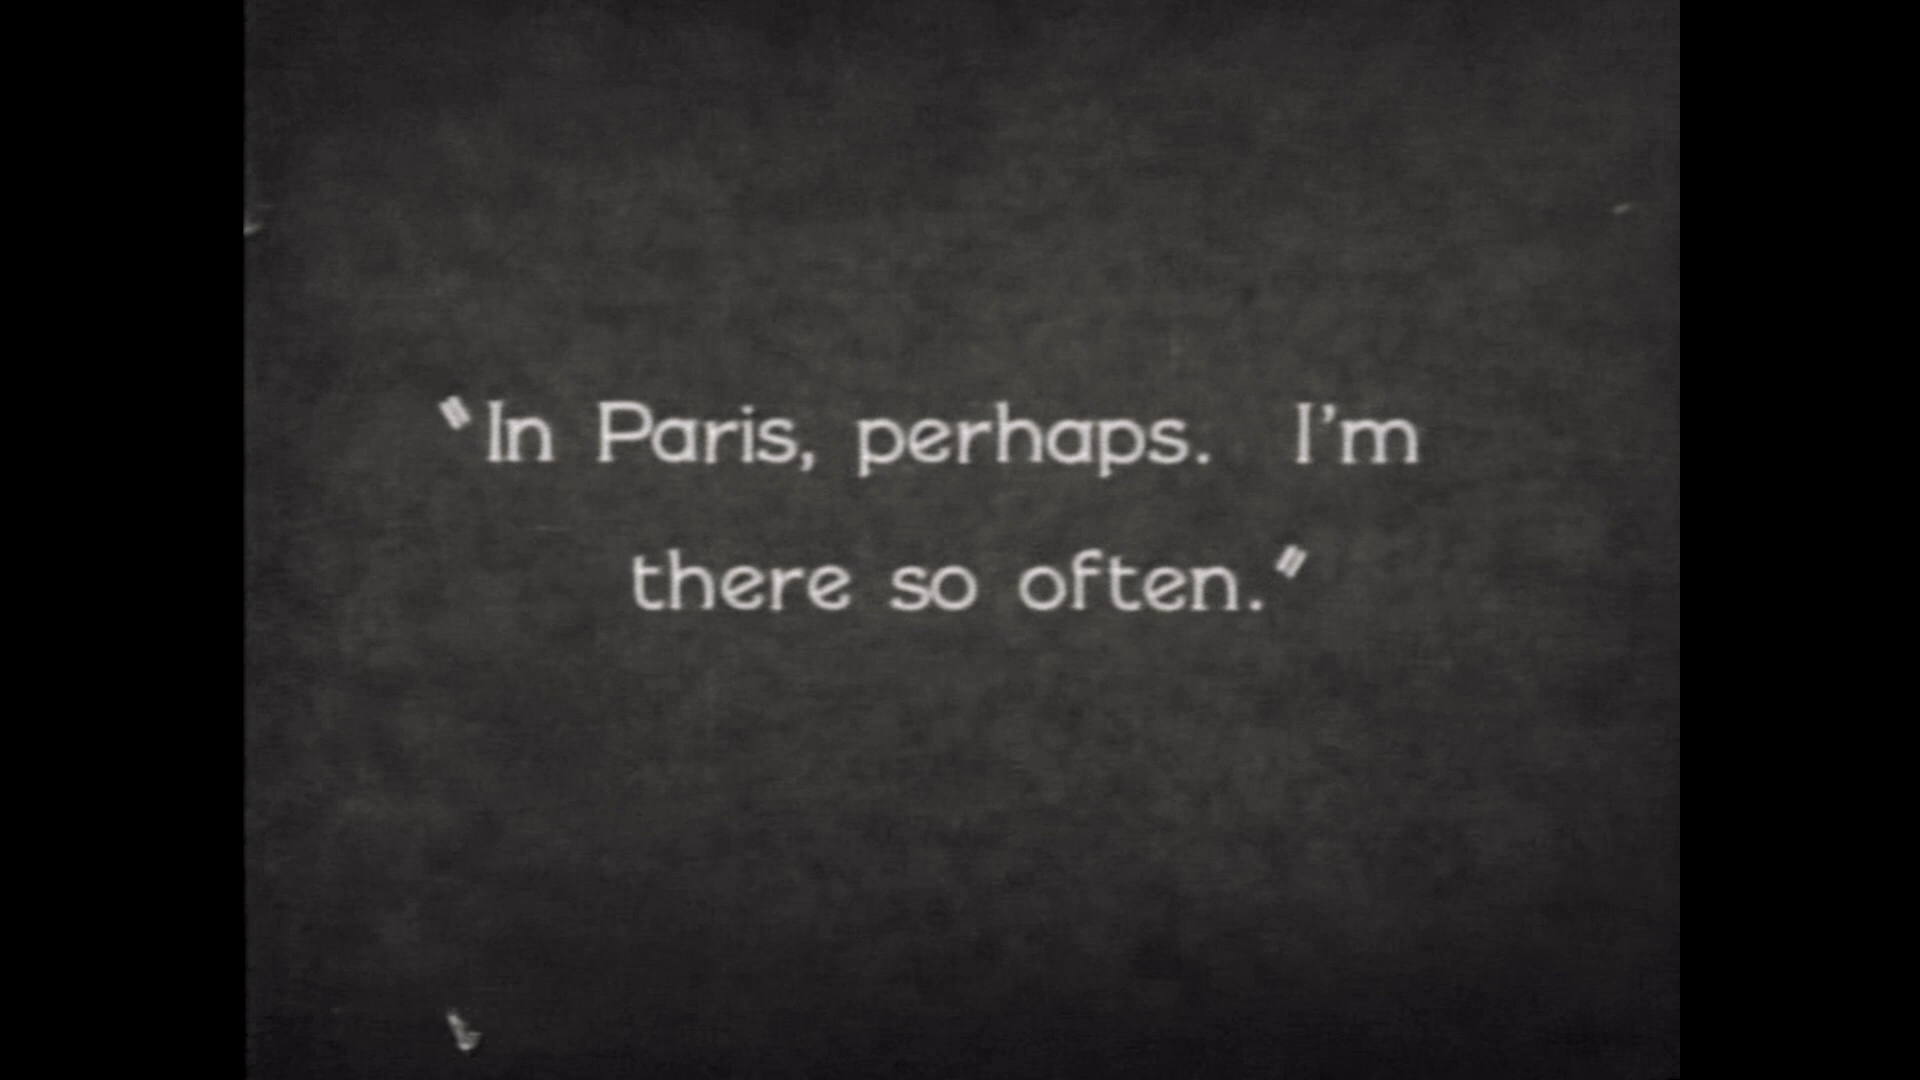 "In Paris, perhaps. I'm
there so often."